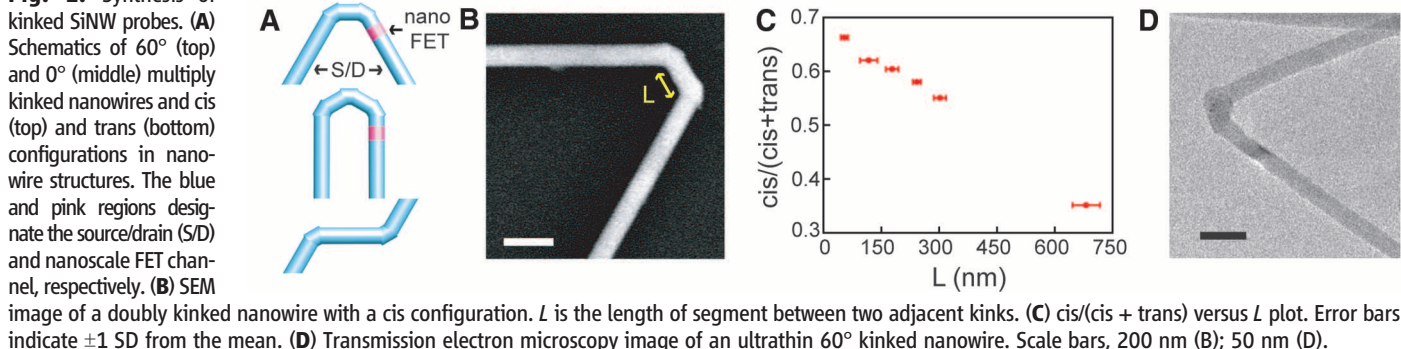 Fig. 2. Synthesis of
kinked SiNW probes. (A)
Schematics of 60° (top)
and 0° (middle) multiply
kinked nanowires and cis
(top) and trans (bottom)
configurations in nano-
wire structures. The blue
and pink regions desig-
nate the source/drain (S/D)
and nanoscale FET chan-
nel, respectively. (B) SEM
image of a doubly kinked nanowire with a cis configuration. L is the length of segment between two adjacent kinks. (C) cis/(cis + trans) versus L plot. Error bars
indicate ±1 SD from the mean. (D) Transmission electron microscopy image of an ultrathin 60° kinked nanowire. Scale bars, 200 nm (B); 50 nm (D).
A
nano
FET
S/D
B
L
C
cis/(cis+trans)
0.7
0.6
0.5
0.4
0.3
0 150 300 450 600 750
L (nm)
D